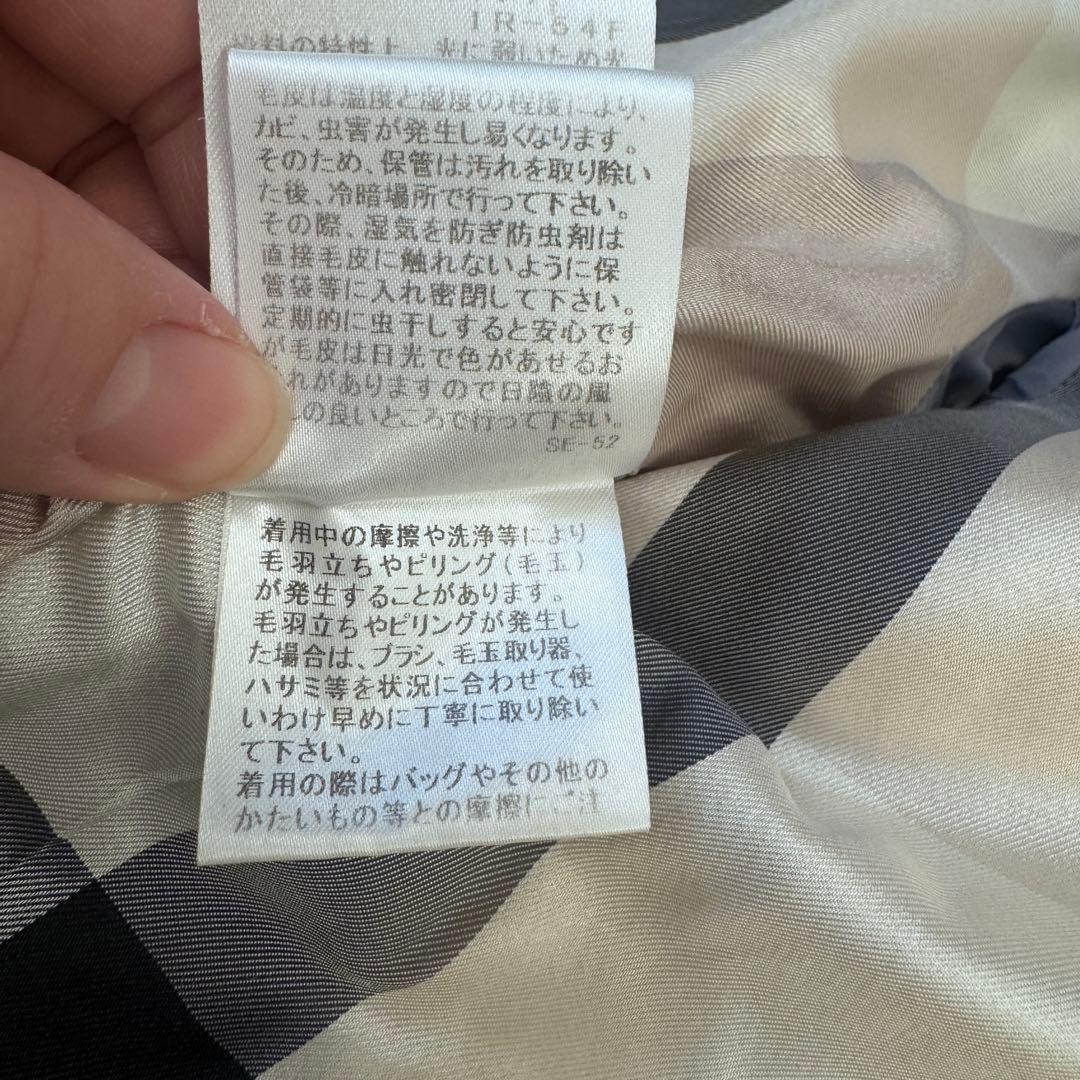 IR-54F
料の特性上、光に弱いため光
毛皮は温度と湿度の程度により、
カビ、虫害が発生し易くなります。
そのため、保管は汚れを取り除い
た後、冷暗場所で行って下さい。
その際、湿気を防ぎ防虫剤は
直接毛皮に触れないように保
管袋等に入れ密閉して下さい。
定期的に虫干しすると安心です
が毛皮は日光で色があせるお
れがありますので日陰の風
の良いところで行って下さい。
SE-52
着用中の摩擦や洗浄等により
毛羽立ちやピリング(毛玉)
が発生することがあります。
毛羽立ちやピリングが発生し
た場合は、ブラシ、毛玉取り器、
ハサミ等を状況に合わせて使
いわけ早めに丁寧に取り除い
て下さい。
着用の際はバッグやその他の
かたいもの等との摩擦にご注